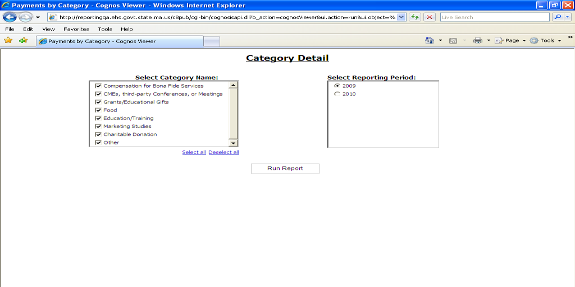 Payments by Category - Cognos Viewer - Windows Internet Explorer
Live Search
File Edit View Favorites Tools Help
Payments by Category - Cognos Viewer
Page Tools
Category Detail
Select Category Name:
Select Reporting Period:
Compensation for Bona Fide Services
2009
CMEs, third-party Conferences, or Meetings
2010
Grants/Educational Gifts
Food
Education/Training
Marketing Studies
Charitable Donation
Other
Select all Deselect all
Run Report